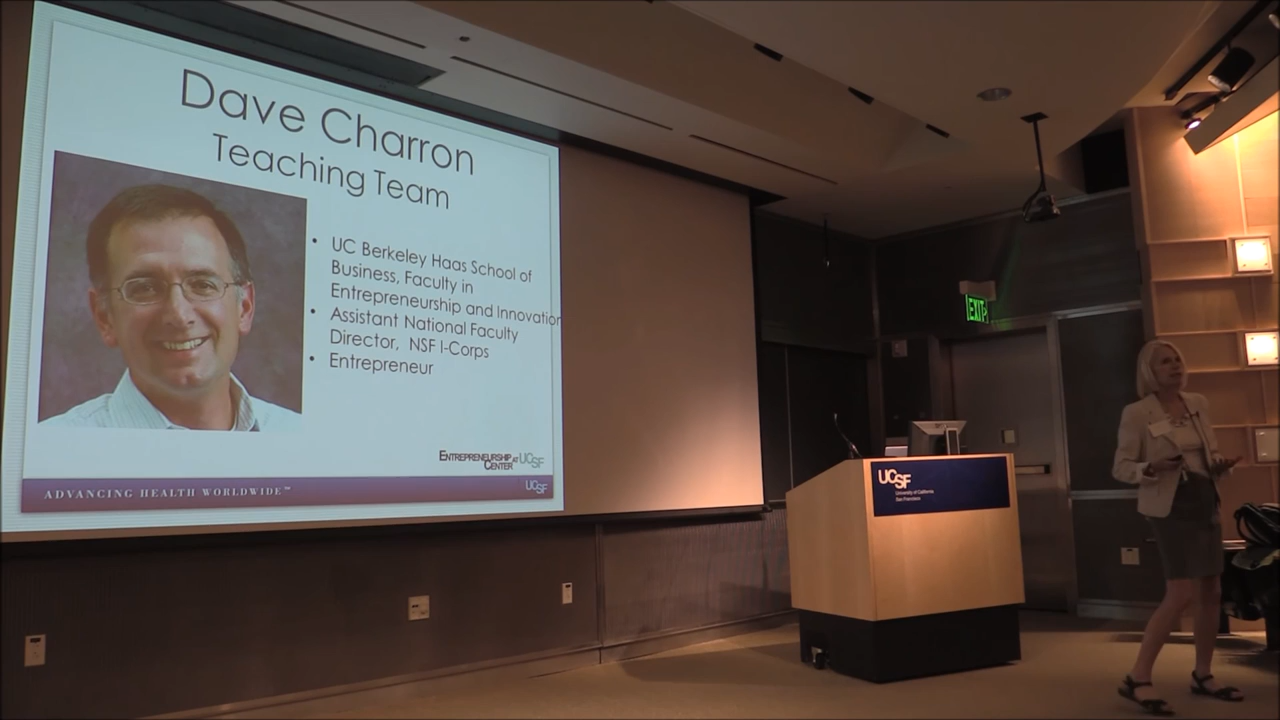 Dave Charron
Teaching Team
• UC Berkeley Haas School of
Business, Faculty in
Entrepreneurship and Innovation
• Assistant National Faculty
Director, NSF I-Corps
• Entrepreneur
ENTREPRENEURSHIP AT UCSF
CENTER
ADVANCING HEALTH WORLDWIDE™
UCSF
EXIT
UCSF
University of California
San Francisco